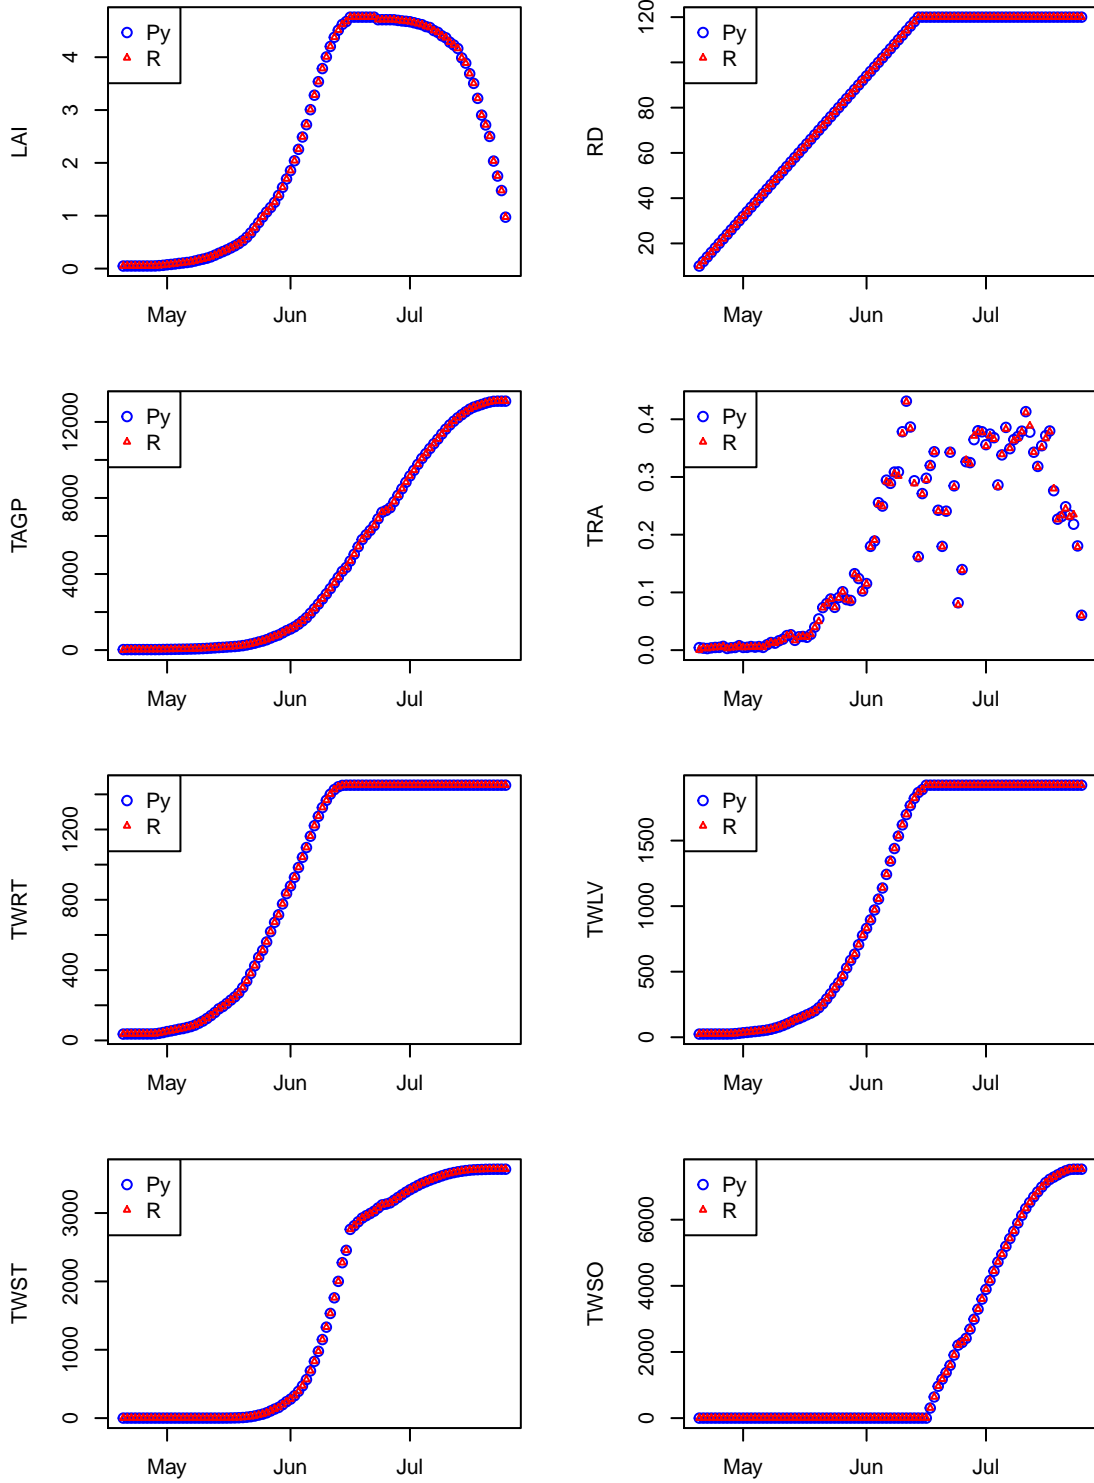 LAI
Py
R
0
1
2
3
4
May
Jun
Jul
RD
Py
R
20
40
60
80
120
May
Jun
Jul
TAGP
Py
R
0
4000
8000
12000
May
Jun
Jul
TRA
Py
R
0.0
0.1
0.2
0.3
0.4
May
Jun
Jul
TWRT
Py
R
0
400
800
1200
May
Jun
Jul
TWLV
Py
R
0
500
1000
1500
May
Jun
Jul
TWST
Py
R
0
1000
2000
3000
May
Jun
Jul
TWSO
Py
R
0
2000
4000
6000
May
Jun
Jul